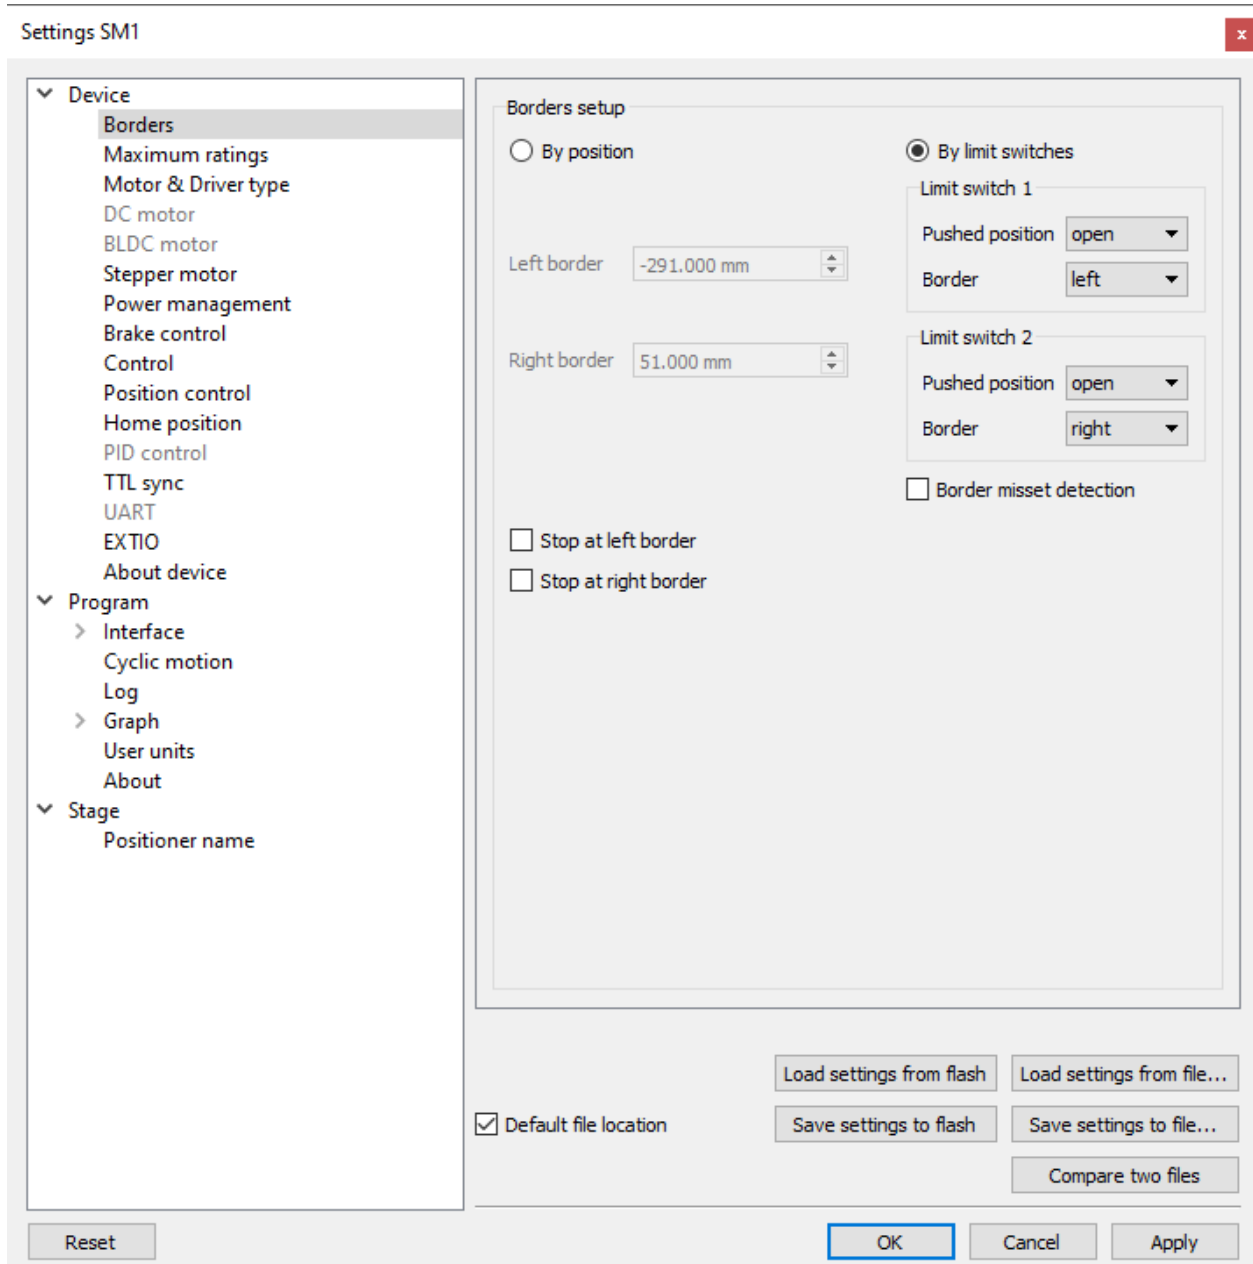 Settings SM1
x
Device
Borders
Maximum ratings
Motor & Driver type
DC motor
BLDC motor
Stepper motor
Power management
Brake control
Control
Position control
Home position
PID control
TTL sync
UART
EXTIO
About device
Program
Interface
Cyclic motion
Log
Graph
User units
About
Stage
Positioner name
Borders setup
By position
By limit switches
Limit switch 1
Pushed position open
Border left
Left border -291.000 mm
Limit switch 2
Right border 51.000 mm
Pushed position open
Border right
Border misset detection
Stop at left border
Stop at right border
Load settings from flash Load settings from file...
Default file location Save settings to flash Save settings to file...
Compare two files
Reset OK Cancel Apply